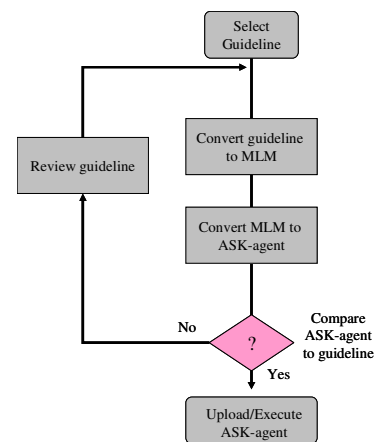 Select
Guideline
Convert guideline
to MLM
Review guideline
Convert MLM to
ASK-agent
No
?
Compare
ASK-agent
to guideline
Yes
Upload/Execute
ASK-agent